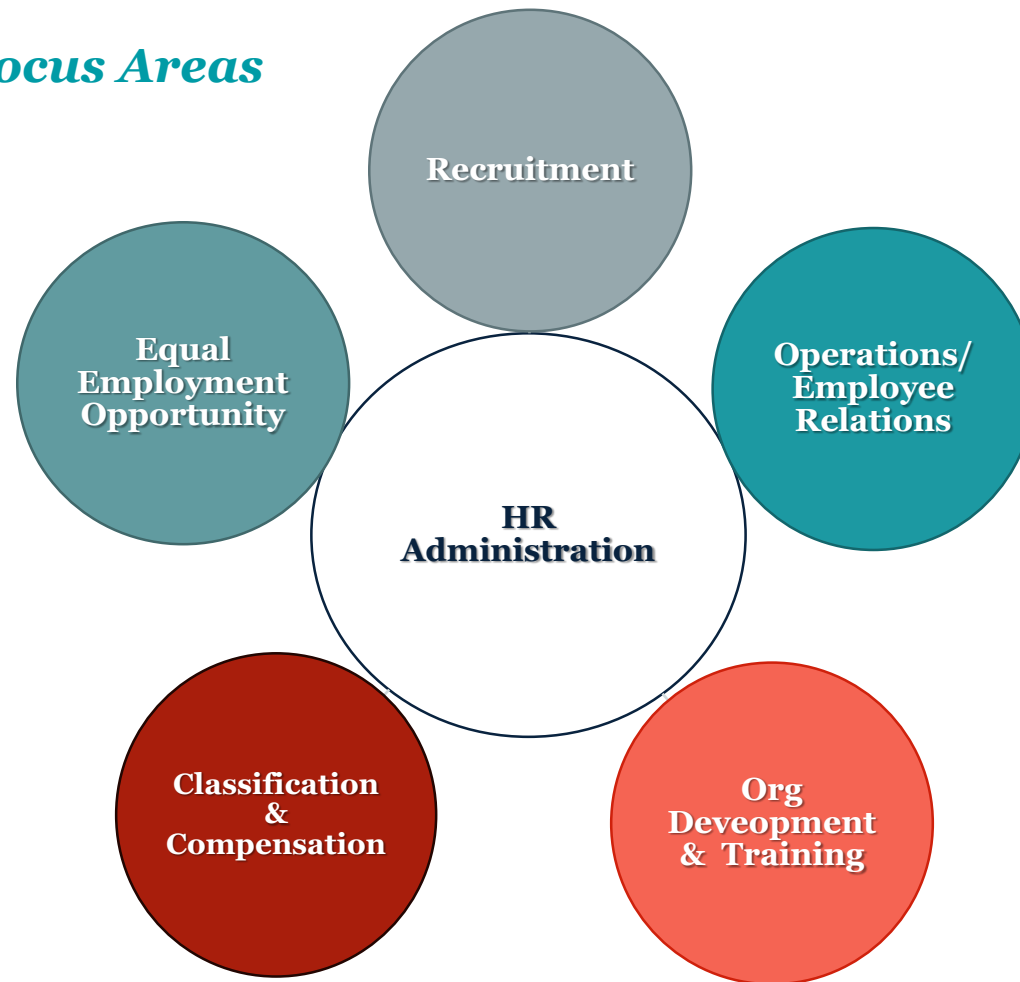 ocus Areas
Recruitment
Equal
Employment
Opportunity
Operations/
Employee
Relations
HR
Administration
Classification
&
Compensation
Org
Deveopment
& Training